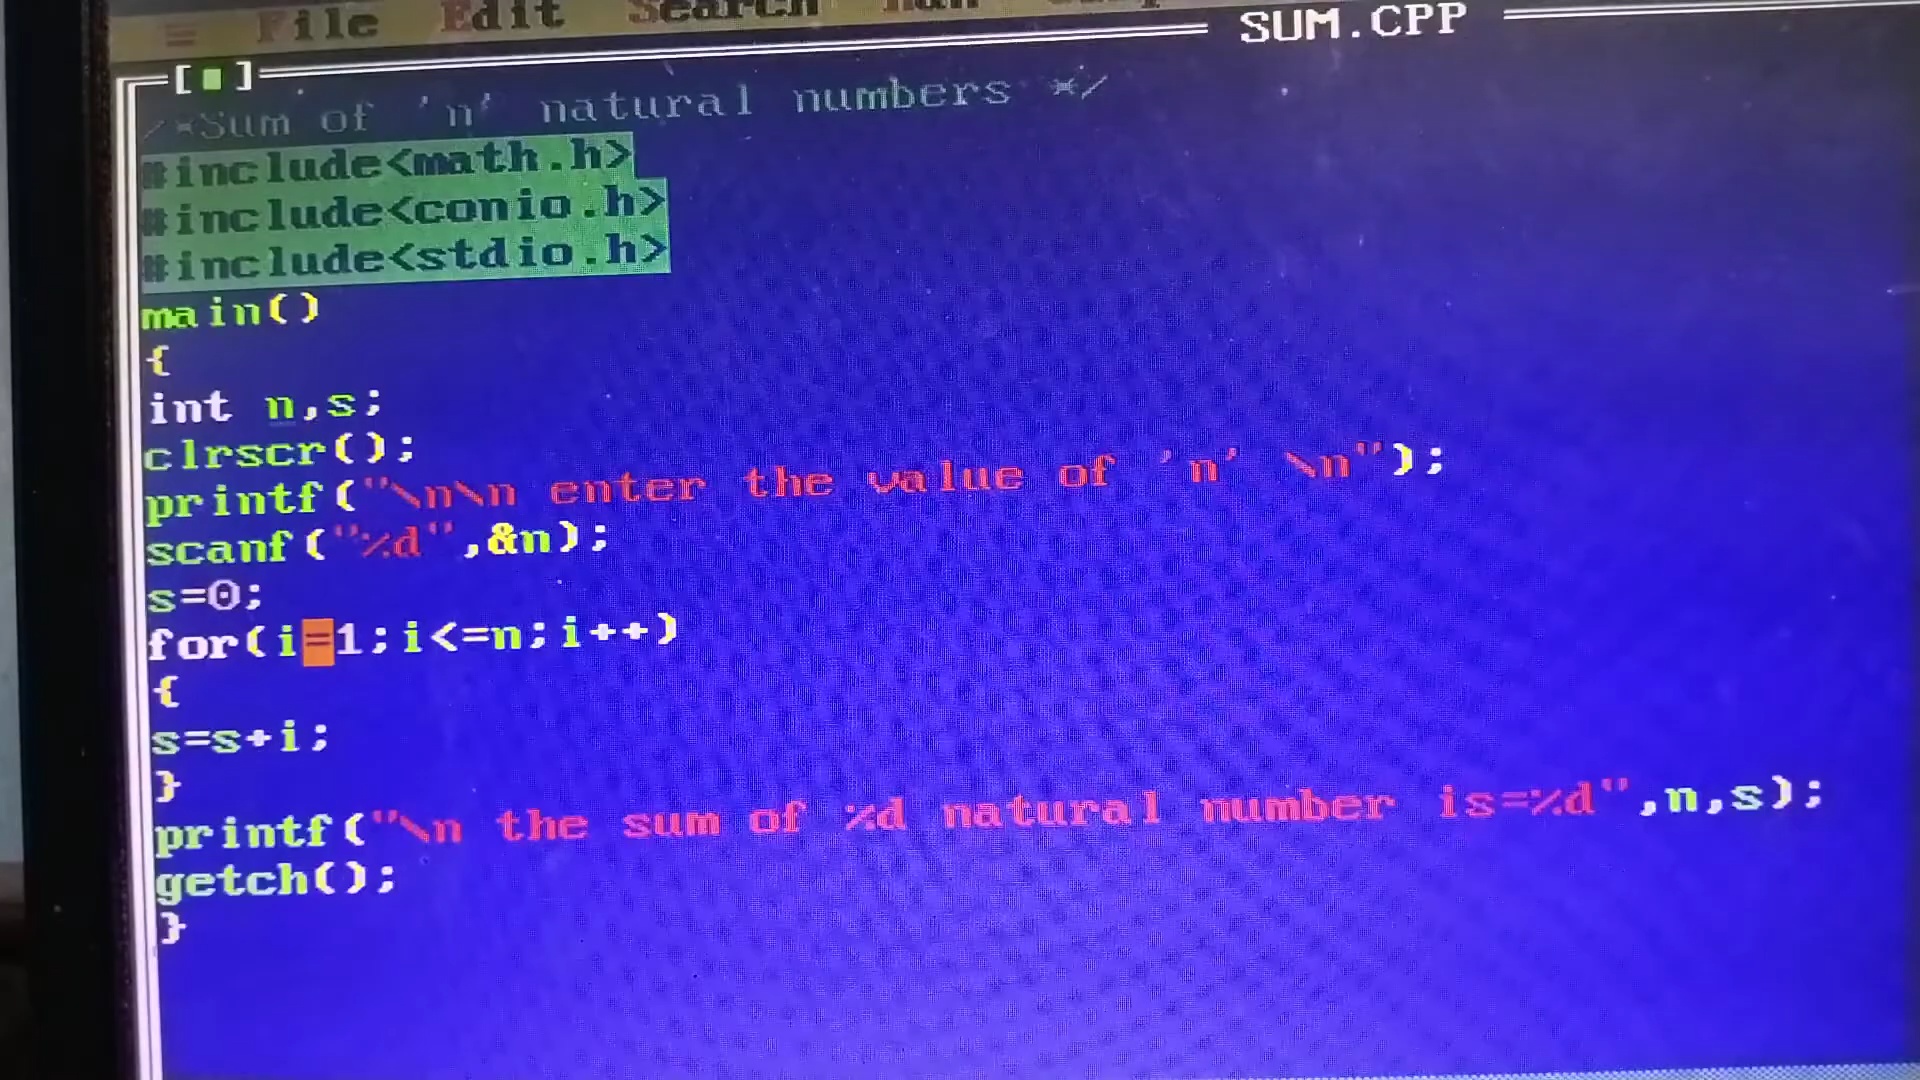 ≡ File Edit Search Run
[■] SUM.CPP
/*Sum of 'n' natural numbers */
#include<math.h>
#include<conio.h>
#include<stdio.h>
main()
{
int n,s;
clrscr();
printf("\n\n enter the value of 'n' \n");
scanf("%d",&n);
s=0;
for(i=1;i<=n;i++)
{
s=s+i;
}
printf("\n the sum of %d natural number is=%d",n,s);
getch();
}